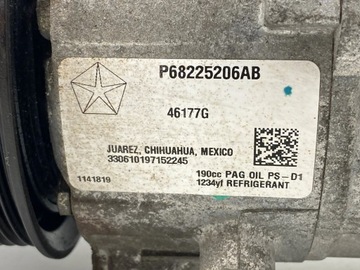 P68225206AB
46177G
JUAREZ, CHIHUAHUA, MEXICO
330610197152245
1141819
190cc PAG OIL PS-D1
1234yf REFRIGERANT